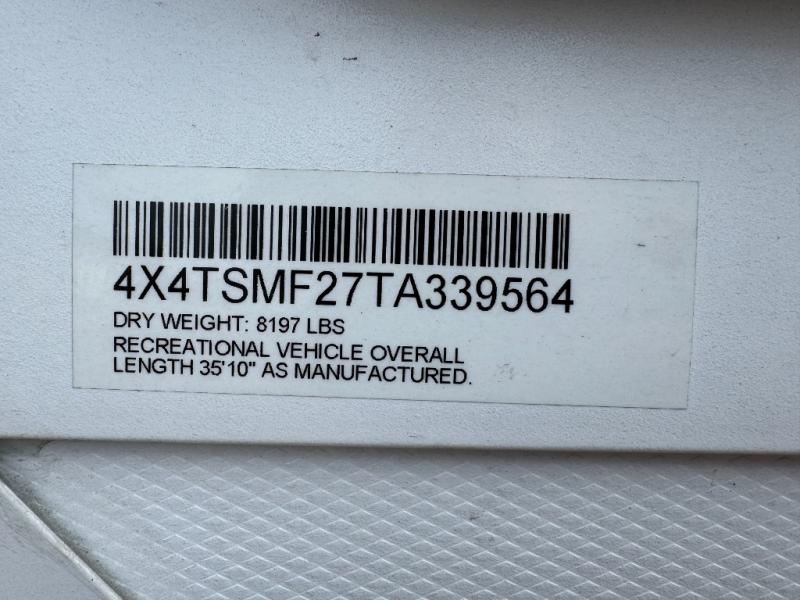 4X4TSMF27TA339564
DRY WEIGHT: 8197 LBS
RECREATIONAL VEHICLE OVERALL
LENGTH 35'10" AS MANUFACTURED.